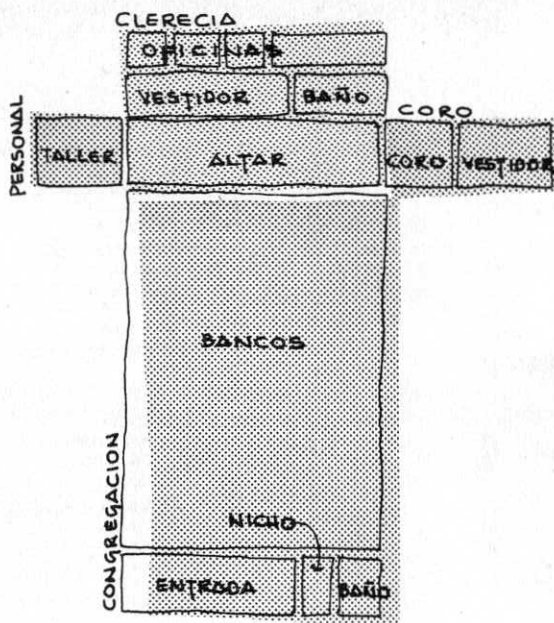 CLERECIA
OFICINAS
VESTIDOR BAÑO
PERSONAL
CORO
TALLER ALTAR CORO VESTIDOR
BANCOS
CONGREGACION
NICHO
ENTRADA BAÑO